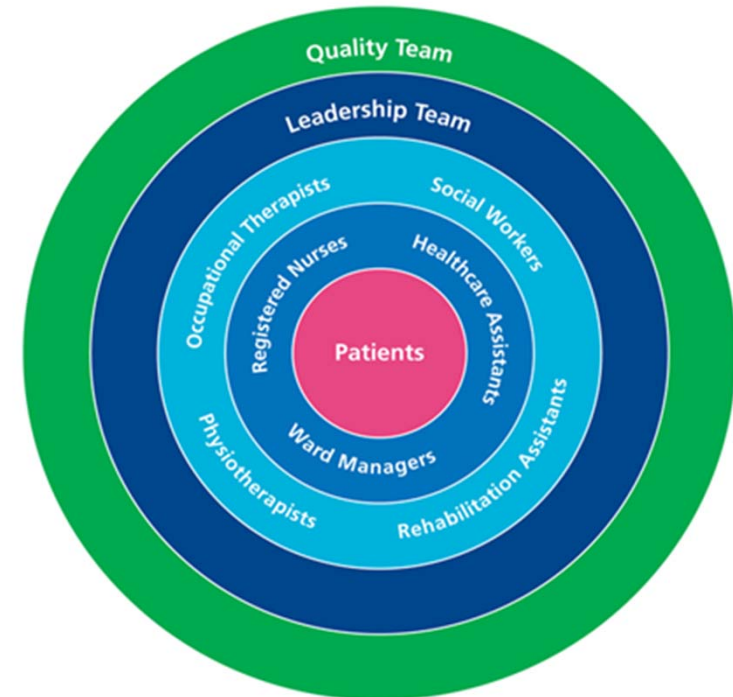 Quality Team
Leadership Team
Occupational Therapists
Social Workers
Registered Nurses
Healthcare Assistants
Patients
Ward Managers
Physiotherapists
Rehabilitation Assistants